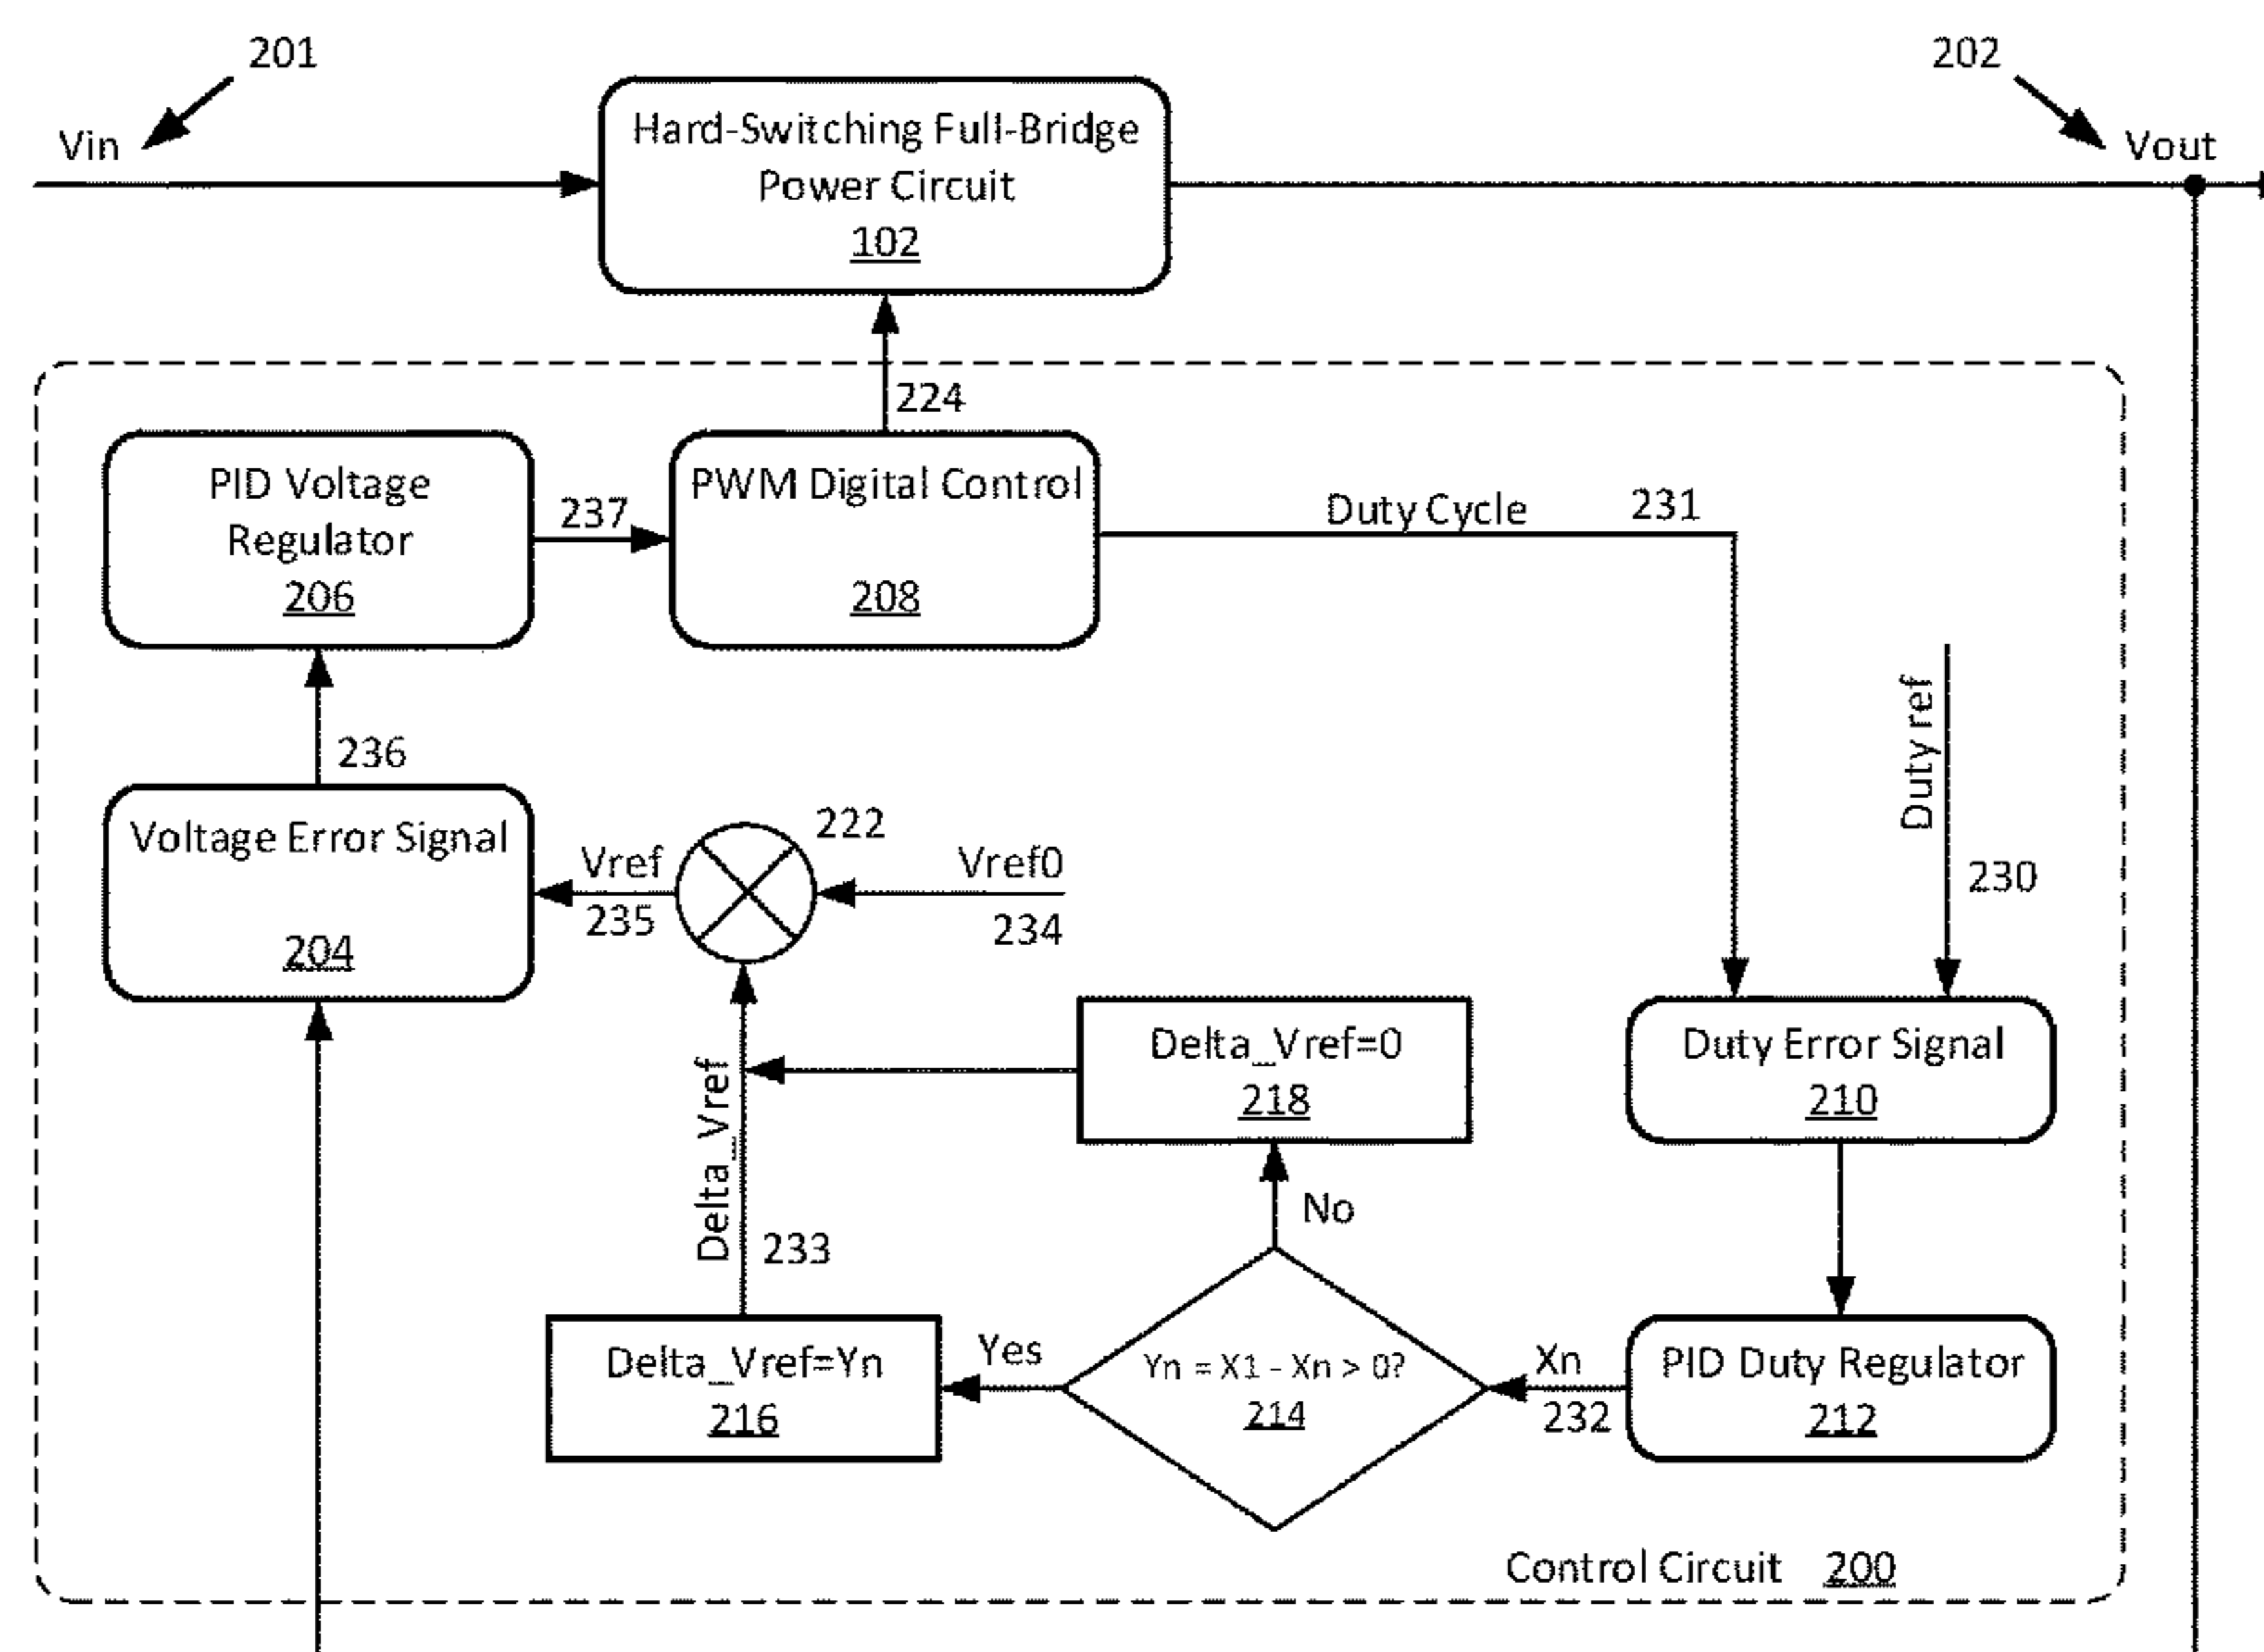 201
202
Vin
Hard-Switching Full-Bridge
Power Circuit
102
Vout
224
PID Voltage
Regulator
206
237
PWM Digital Control
208
Duty Cycle
231
Duty ref
230
236
Voltage Error Signal
204
Vref
235
222
Vref0
234
Delta_Vref
233
Delta_Vref=0
218
Duty Error Signal
210
No
Delta_Vref=Yn
216
Yes
Yn = X1 - Xn > 0?
214
Xn
232
PID Duty Regulator
212
Control Circuit 200